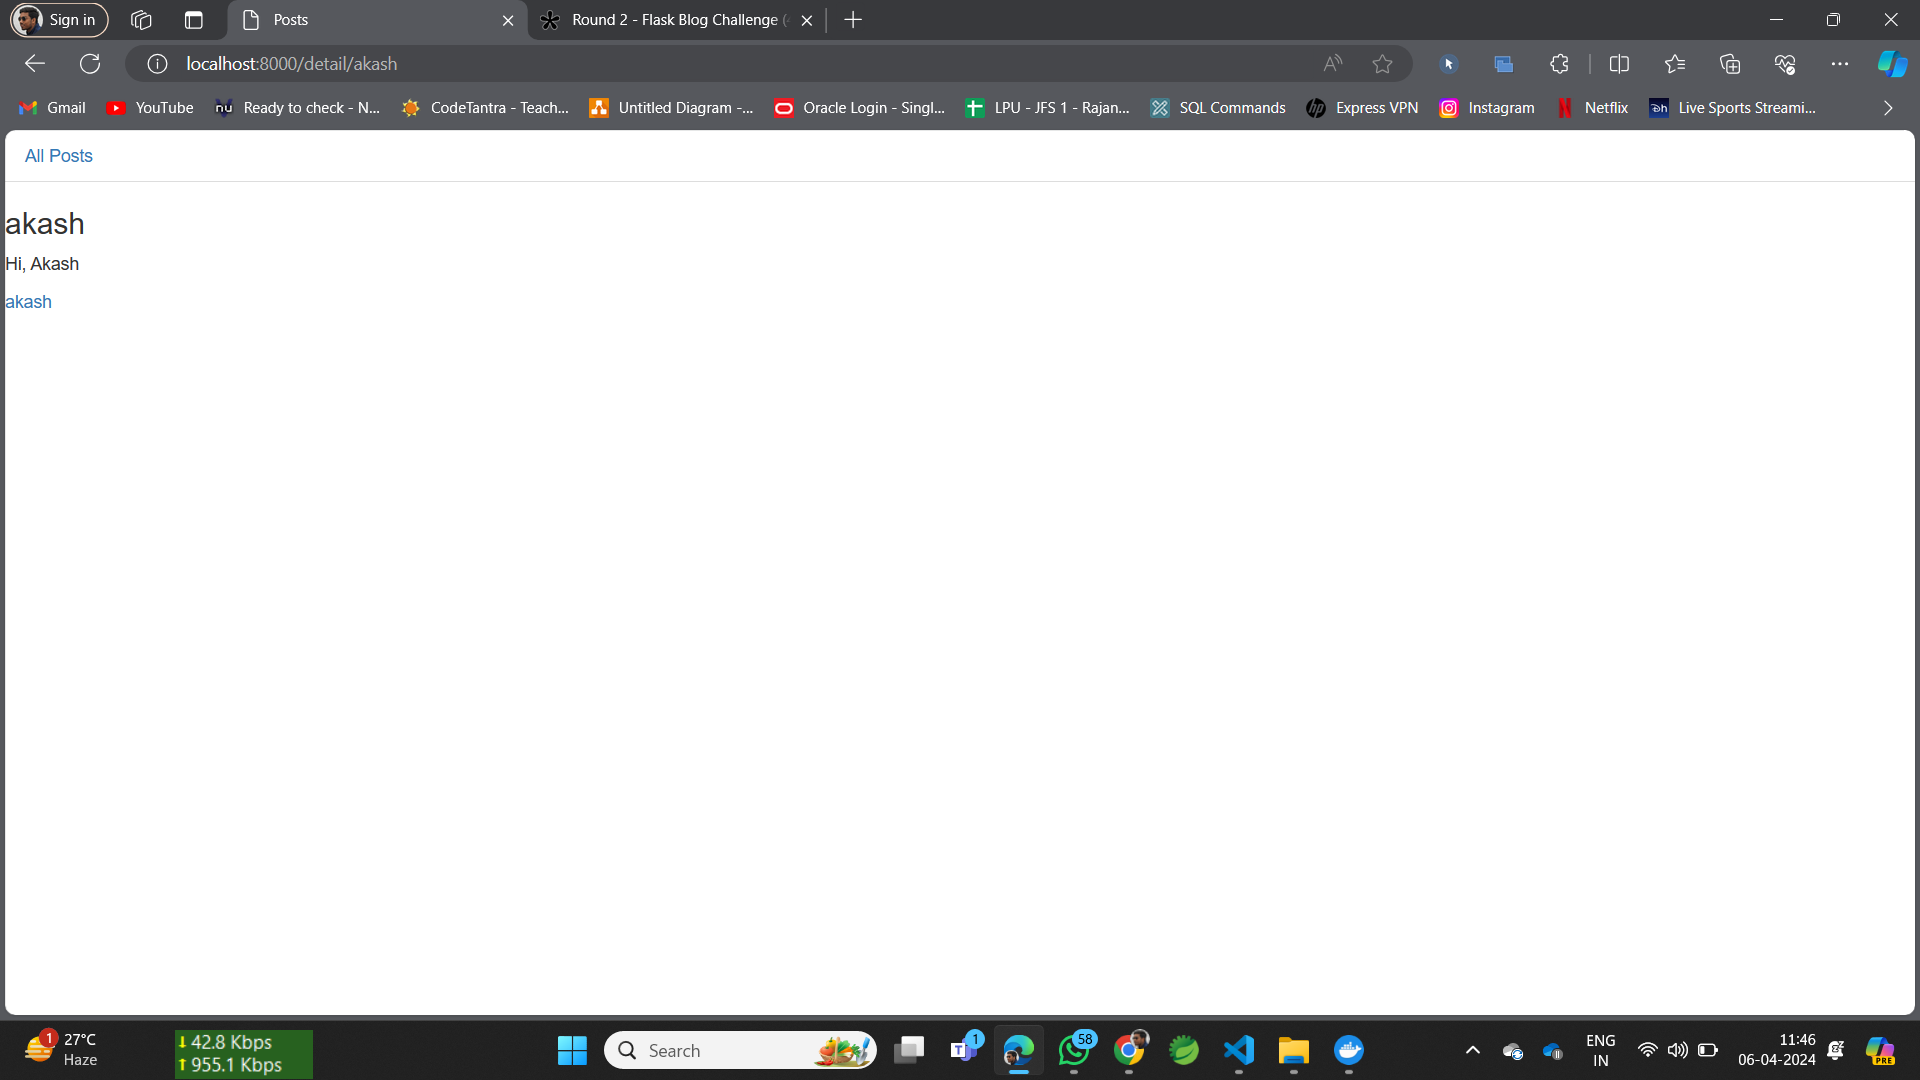 Sign in
Posts
Round 2 - Flask Blog Challenge
localhost:8000/detail/akash
Gmail
YouTube
nu
Ready to check - N...
CodeTantra - Teach...
Untitled Diagram -...
Oracle Login - Singl...
LPU - JFS 1 - Rajan...
SQL Commands
Express VPN
Instagram
Netflix
Live Sports Streami...
All Posts
akash
Hi, Akash
akash
1
27°C
Haze
↓ 42.8 Kbps
↑ 955.1 Kbps
Search
1
58
ENG
IN
11:46
06-04-2024
PRE